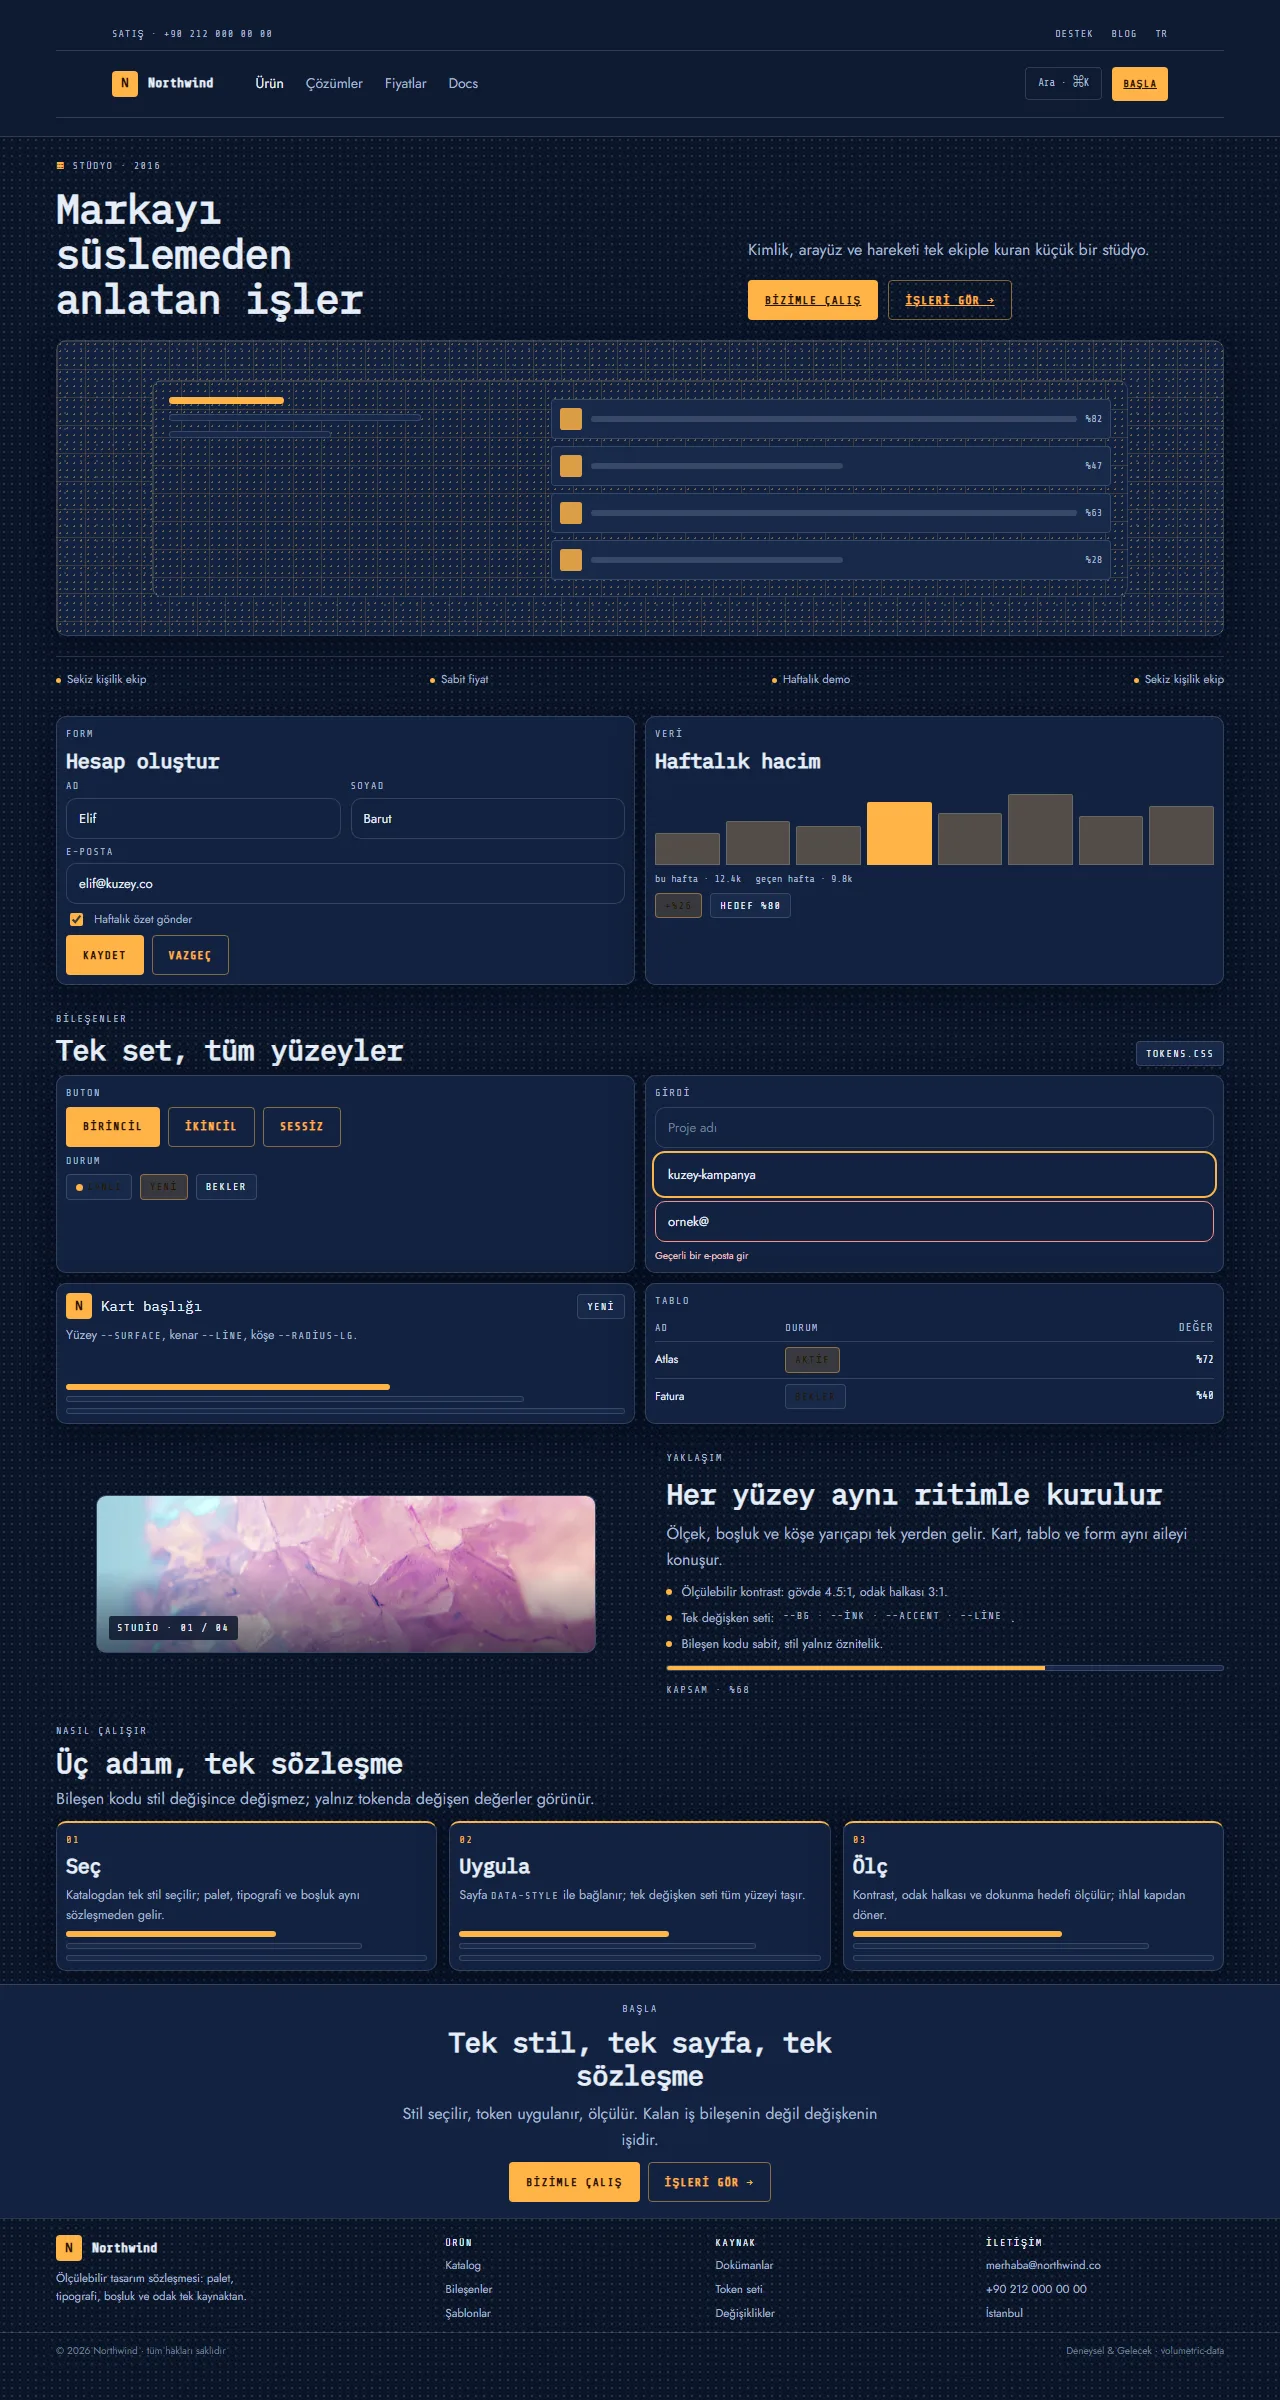 SATIŞ · +90 212 000 00 00
DESTEK BLOG TR
N Northwind Ürün Çözümler Fiyatlar Docs Ara · ⌘K BAŞLA
STÜDYO · 2016
Markayı
süslemeden
anlatan işler
Kimlik, arayüz ve hareketi tek ekiple kuran küçük bir stüdyo.
BİZİMLE ÇALIŞ İŞLERİ GÖR →
%82
%47
%63
%28
Sekiz kişilik ekip Sabit fiyat Haftalık demo Sekiz kişilik ekip
FORM
Hesap oluştur
AD SOYAD
Elif Barut
E-POSTA
elif@kuzey.co
Haftalık özet gönder
KAYDET VAZGEÇ
VERİ
Haftalık hacim
bu hafta · 12.4k geçen hafta · 9.8k
+%26 HEDEF %80
BİLEŞENLER
Tek set, tüm yüzeyler
TOKENS.CSS
BUTON
BİRİNCİL İKİNCİL SESSİZ
DURUM
YENİ BEKLER
GİRDİ
Proje adı
kuzey-kampanya
ornek@
Geçerli bir e-posta gir
N Kart başlığı YENİ
Yüzey --SURFACE, kenar --LİNE, köşe --RADİUS-LG.
TABLO
AD DURUM DEĞER
Atlas AKTİF %72
Fatura BEKLER %40
STUDİO · 01 / 04
YAKLAŞIM
Her yüzey aynı ritimle kurulur
Ölçek, boşluk ve köşe yarıçapı tek yerden gelir. Kart, tablo ve form aynı aileyi
konuşur.
Ölçülebilir kontrast: gövde 4.5:1, odak halkası 3:1.
Tek değişken seti: --BG · --İNK · --ACCENT · --LİNE .
Bileşen kodu sabit, stil yalnız öznitelik.
KAPSAM · %68
NASIL ÇALIŞIR
Üç adım, tek sözleşme
Bileşen kodu stil değişince değişmez; yalnız tokenda değişen değerler görünür.
01
Seç
Katalogdan tek stil seçilir; palet, tipografi ve boşluk aynı
sözleşmeden gelir.
02
Uygula
Sayfa DATA-STYLE ile bağlanır; tek değişken seti tüm yüzeyi taşır.
03
Ölç
Kontrast, odak halkası ve dokunma hedefi ölçülür; ihlal kapıdan
döner.
BAŞLA
Tek stil, tek sayfa, tek
sözleşme
Stil seçilir, token uygulanır, ölçülür. Kalan iş bileşenin değil değişkenin
işidir.
BİZİMLE ÇALIŞ İŞLERİ GÖR →
N Northwind
Ölçülebilir tasarım sözleşmesi: palet,
tipografi, boşluk ve odak tek kaynaktan.
ÜRÜN
Katalog
Bileşenler
Şablonlar
KAYNAK
Dokümanlar
Token seti
Değişiklikler
İLETİŞİM
merhaba@northwind.co
+90 212 000 00 00
İstanbul
© 2026 Northwind · tüm hakları saklıdır
Deneysel & Gelecek · volumetric-data